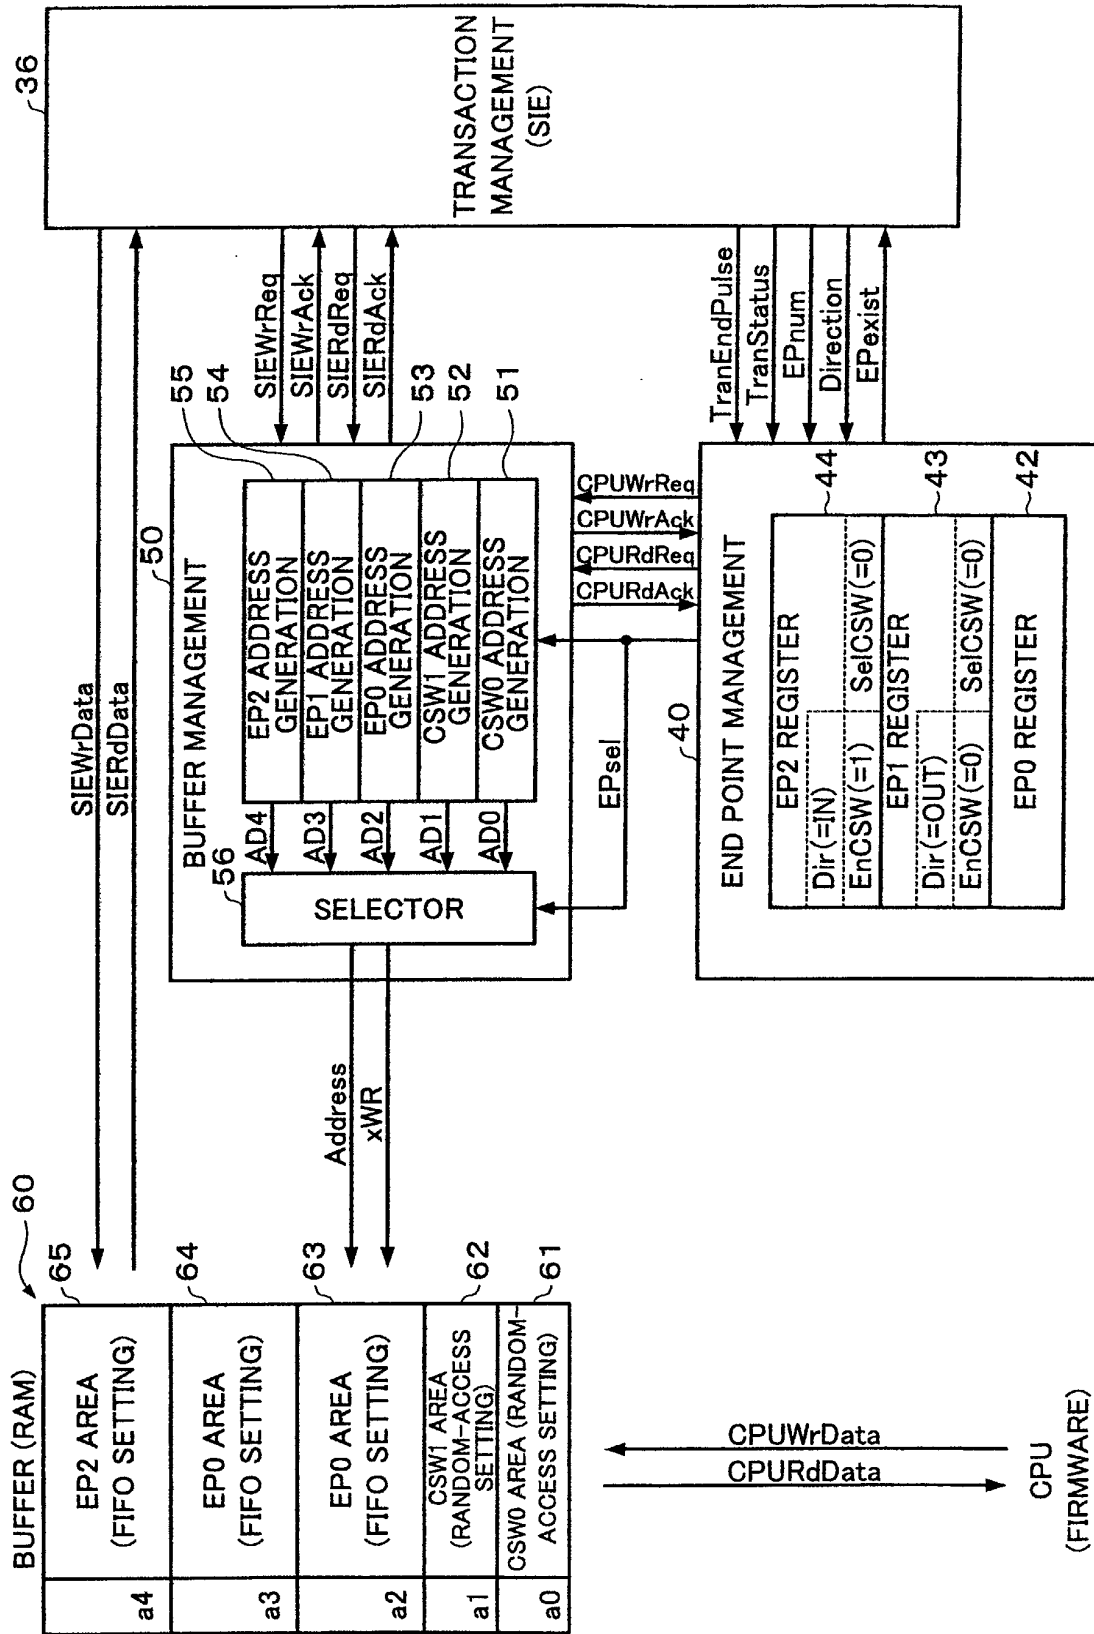 BUFFER (RAM)
60
EP2 AREA
(FIFO SETTING)
65
a4
EP0 AREA
(FIFO SETTING)
64
a3
EP0 AREA
(FIFO SETTING)
63
a2
CSW1 AREA
(RANDOM-ACCESS
SETTING)
62
a1
CSW0 AREA (RANDOM-
ACCESS SETTING)
61
a0
SIEWrData
SIERdData
Address
xWR
CPUWrData
CPURdData
CPU
(FIRMWARE)
BUFFER MANAGEMENT
50
56
SELECTOR
AD4
AD3
AD2
AD1
AD0
EP2 ADDRESS
GENERATION
55
EP1 ADDRESS
GENERATION
54
EP0 ADDRESS
GENERATION
53
CSW1 ADDRESS
GENERATION
52
CSW0 ADDRESS
GENERATION
51
SIEWrReq
SIEWrAck
SIERdReq
SIERdAck
EPsel
CPUWrReq
CPUWrAck
CPURdReq
CPURdAck
40
END POINT MANAGEMENT
EP2 REGISTER
44
Dir(=IN)
EnCSW(=1)
SelCSW(=0)
EP1 REGISTER
43
Dir(=OUT)
EnCSW(=0)
SelCSW(=0)
EP0 REGISTER
42
TranEndPulse
TranStatus
EPnum
Direction
EPexist
36
TRANSACTION
MANAGEMENT
(SIE)